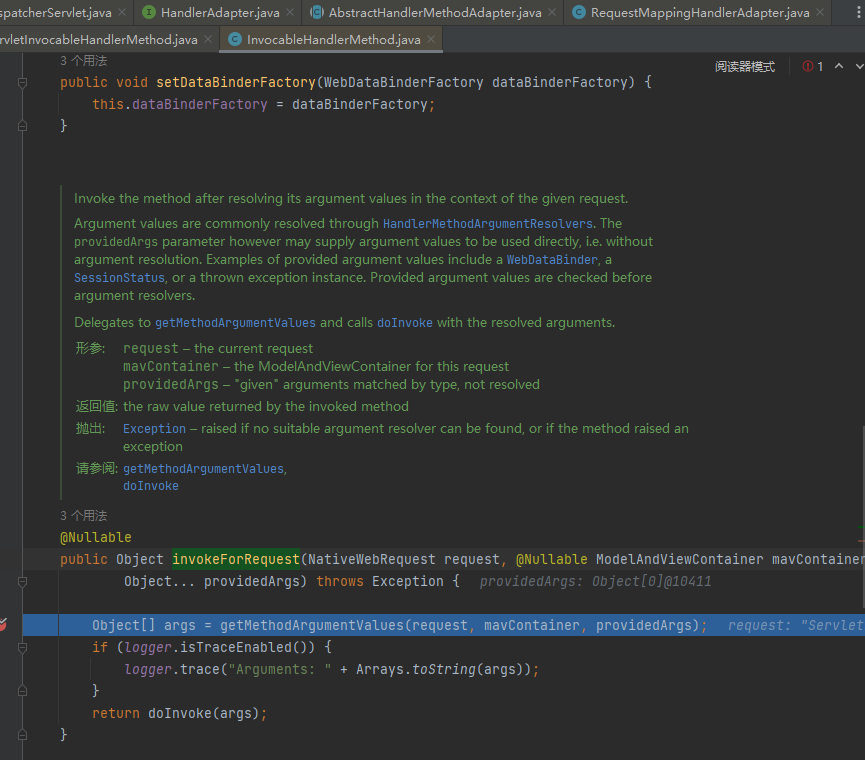 spatcherServlet.java HandlerAdapter.java AbstractHandlerMethodAdapter.java RequestMappingHandlerAdapter.java
rvletInvocableHandlerMethod.java InvocableHandlerMethod.java
3 个用法
阅读器模式 1
public void setDataBinderFactory(WebDataBinderFactory dataBinderFactory) {
this.dataBinderFactory = dataBinderFactory;
}
Invoke the method after resolving its argument values in the context of the given request.
Argument values are commonly resolved through HandlerMethodArgumentResolvers. The
providedArgs parameter however may supply argument values to be used directly, i.e. without
argument resolution. Examples of provided argument values include a WebDataBinder, a
SessionStatus, or a thrown exception instance. Provided argument values are checked before
argument resolvers.
Delegates to getMethodArgumentValues and calls doInvoke with the resolved arguments.
形参: request – the current request
mavContainer – the ModelAndViewContainer for this request
providedArgs – "given" arguments matched by type, not resolved
返回值: the raw value returned by the invoked method
抛出: Exception – raised if no suitable argument resolver can be found, or if the method raised an
exception
请参阅: getMethodArgumentValues,
doInvoke
3 个用法
@Nullable
public Object invokeForRequest(NativeWebRequest request, @Nullable ModelAndViewContainer mavContainer
Object... providedArgs) throws Exception { providedArgs: Object[0]@10411
Object[] args = getMethodArgumentValues(request, mavContainer, providedArgs); request: "Servlet
if (logger.isTraceEnabled()) {
logger.trace("Arguments: " + Arrays.toString(args));
}
return doInvoke(args);
}